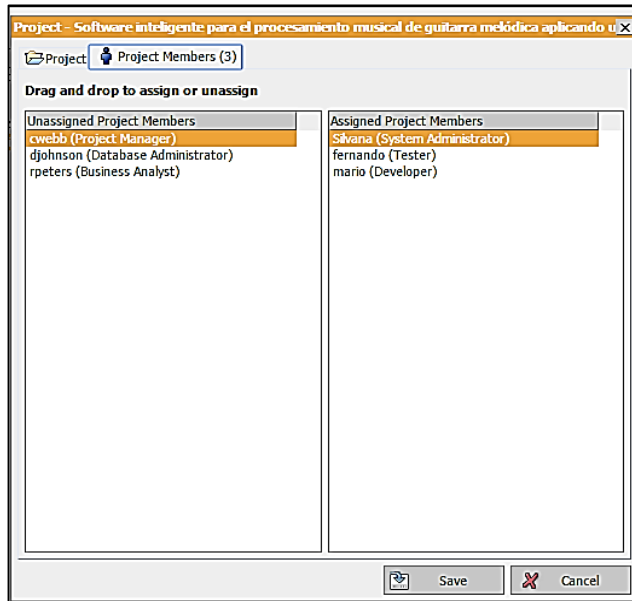 Project - Software inteligente para el procesamiento musical de guitarra melódica aplicando u
Project
Project Members (3)
Drag and drop to assign or unassign
Unassigned Project Members
cwebb (Project Manager)
djohnson (Database Administrator)
rpeters (Business Analyst)
Assigned Project Members
Silvana (System Administrator)
fernando (Tester)
mario (Developer)
Save
Cancel